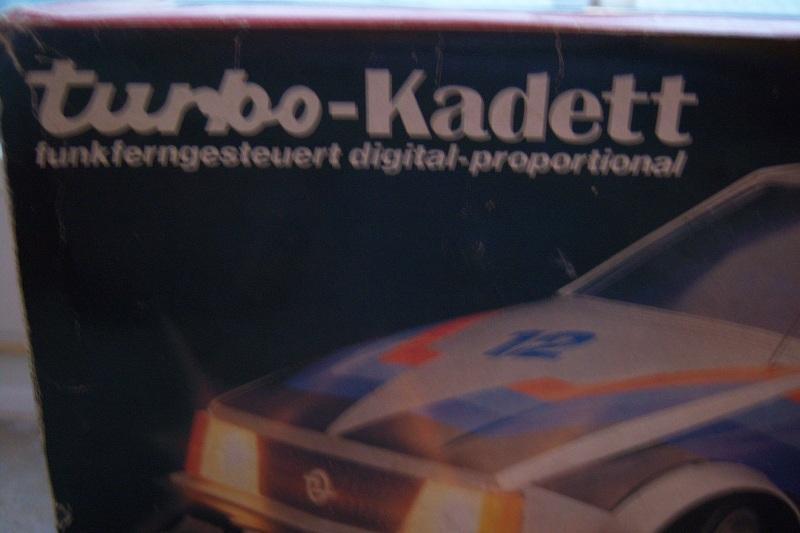 turbo-Kadett
funkferngesteuert digital-proportional
12